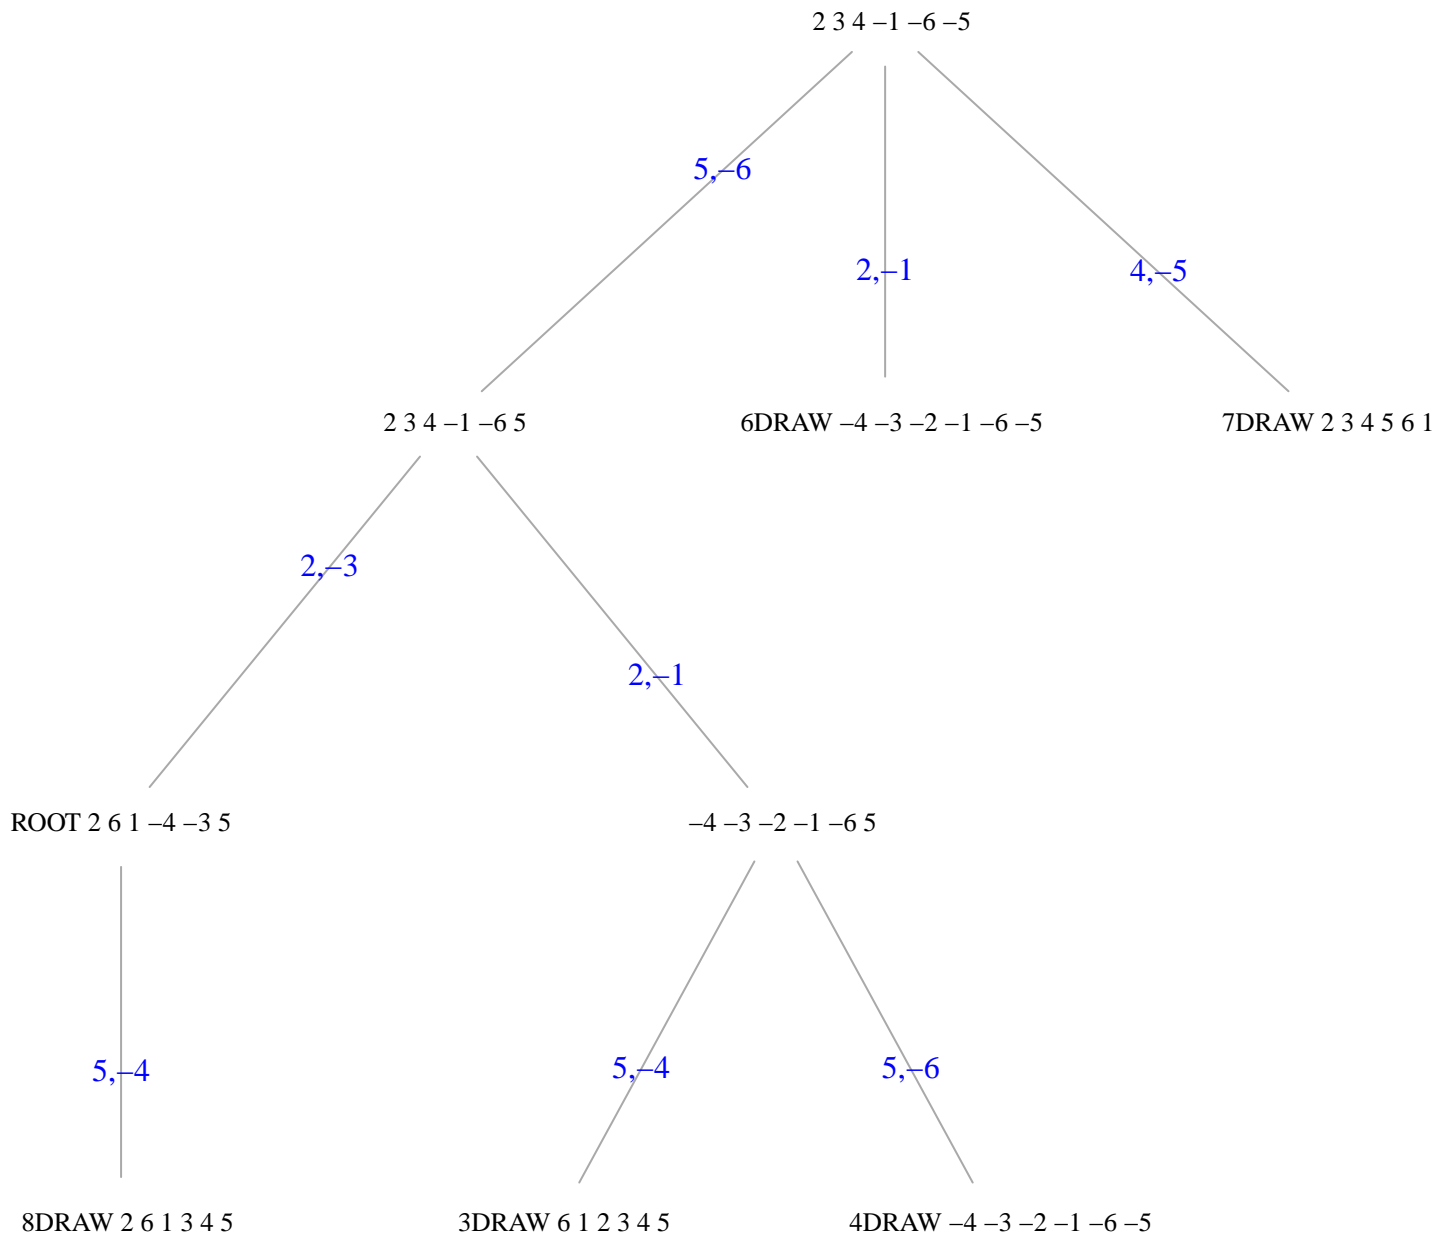 2 3 4 –1 –6 –5
5,–6
2,–1
4,–5
2 3 4 –1 –6 5
6DRAW –4 –3 –2 –1 –6 –5
7DRAW 2 3 4 5 6 1
2,–3
2,–1
ROOT 2 6 1 –4 –3 5
–4 –3 –2 –1 –6 5
5,–4
5,–4
5,–6
8DRAW 2 6 1 3 4 5
3DRAW 6 1 2 3 4 5
4DRAW –4 –3 –2 –1 –6 –5